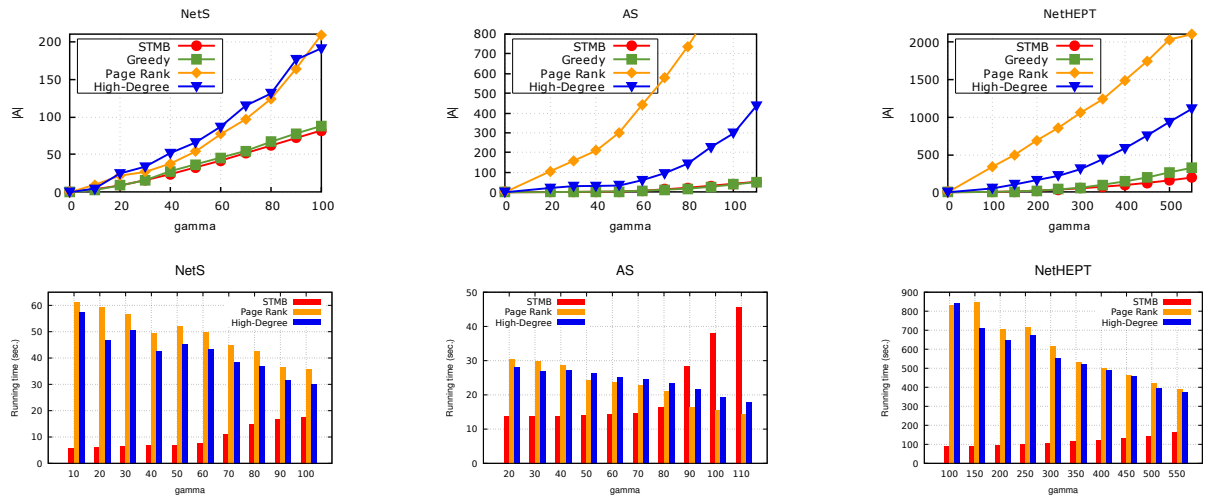 NetS
200
150
100
50
0
|A|
STMB
Greedy
Page Rank
High-Degree
0 20 40 60 80 100
gamma
AS
800
700
600
500
400
300
200
100
0
|A|
STMB
Greedy
Page Rank
High-Degree
0 20 40 60 80 100
gamma
NetHEPT
2000
1500
1000
500
0
|A|
STMB
Greedy
Page Rank
High-Degree
0 100 200 300 400 500
gamma
NetS
60
50
40
30
20
10
0
Running time (sec.)
STMB
Page Rank
High-Degree
10 20 30 40 50 60 70 80 90 100
gamma
AS
50
40
30
20
10
0
Running time (sec.)
STMB
Page Rank
High-Degree
20 30 40 50 60 70 80 90 100 110
gamma
NetHEPT
900
800
700
600
500
400
300
200
100
0
Running time (sec.)
STMB
Page Rank
High-Degree
100 150 200 250 300 350 400 450 500 550
gamma